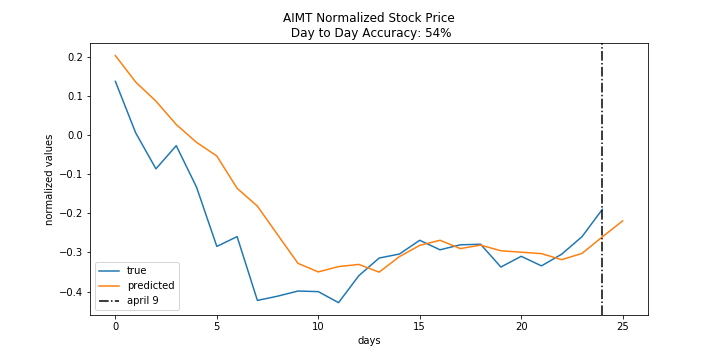 AIMT Normalized Stock Price
Day to Day Accuracy: 54%
normalized values
0.2
0.1
0.0
−0.1
−0.2
−0.3
−0.4
true
predicted
april 9
0 5 10 15 20 25
days